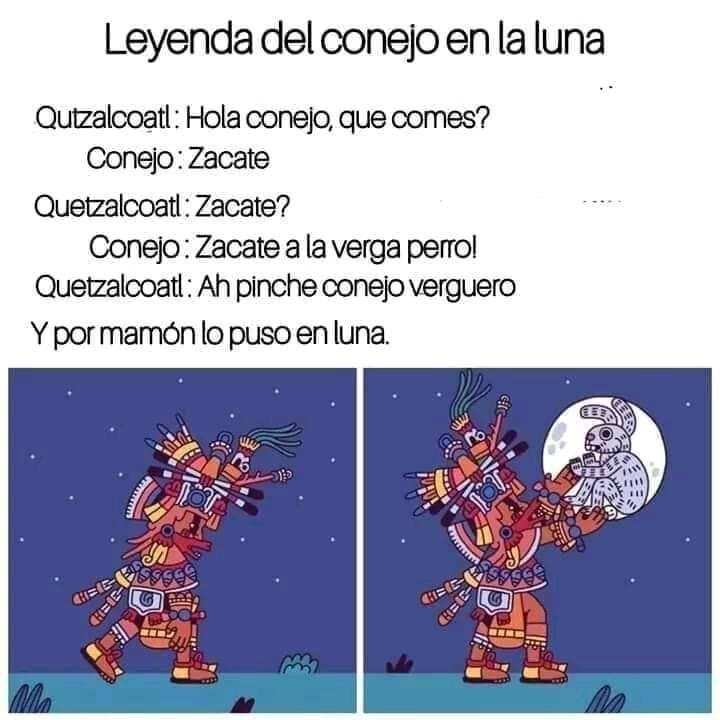 Leyenda del conejo en la luna
Qutzalcoatl : Hola conejo, que comes?
Conejo : Zacate
Quetzalcoatl : Zacate?
Conejo : Zacate a la verga perro!
Quetzalcoatl : Ah pinche conejo verguero
Y por mamón lo puso en luna.